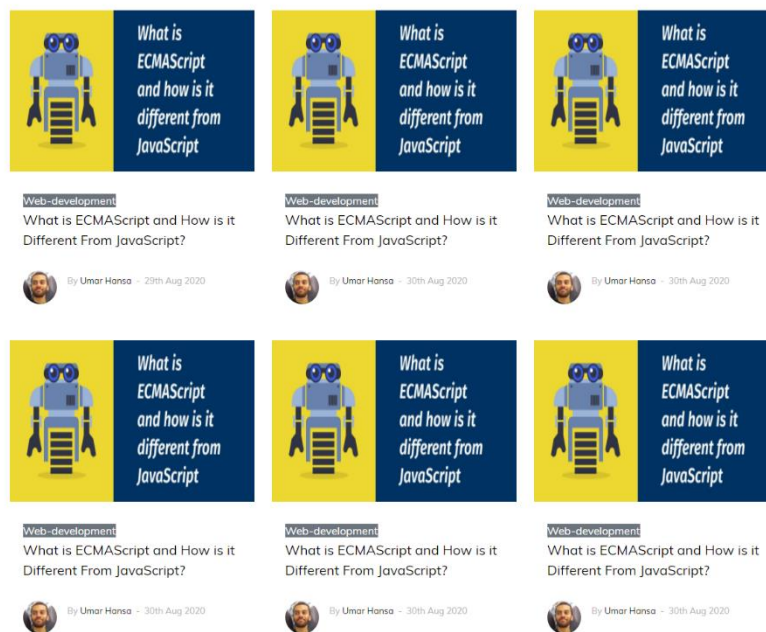 What is
ECMAScript
and how is it
different from
JavaScript
What is
ECMAScript
and how is it
different from
JavaScript
What is
ECMAScript
and how is it
different from
JavaScript
Web-development
What is ECMAScript and How is it
Different From JavaScript?
By Umar Hansa - 29th Aug 2020
Web-development
What is ECMAScript and How is it
Different From JavaScript?
By Umar Hansa - 30th Aug 2020
Web-development
What is ECMAScript and How is it
Different From JavaScript?
By Umar Hansa - 30th Aug 2020
What is
ECMAScript
and how is it
different from
JavaScript
What is
ECMAScript
and how is it
different from
JavaScript
What is
ECMAScript
and how is it
different from
JavaScript
Web-development
What is ECMAScript and How is it
Different From JavaScript?
By Umar Hansa - 30th Aug 2020
Web-development
What is ECMAScript and How is it
Different From JavaScript?
By Umar Hansa - 30th Aug 2020
Web-development
What is ECMAScript and How is it
Different From JavaScript?
By Umar Hansa - 30th Aug 2020